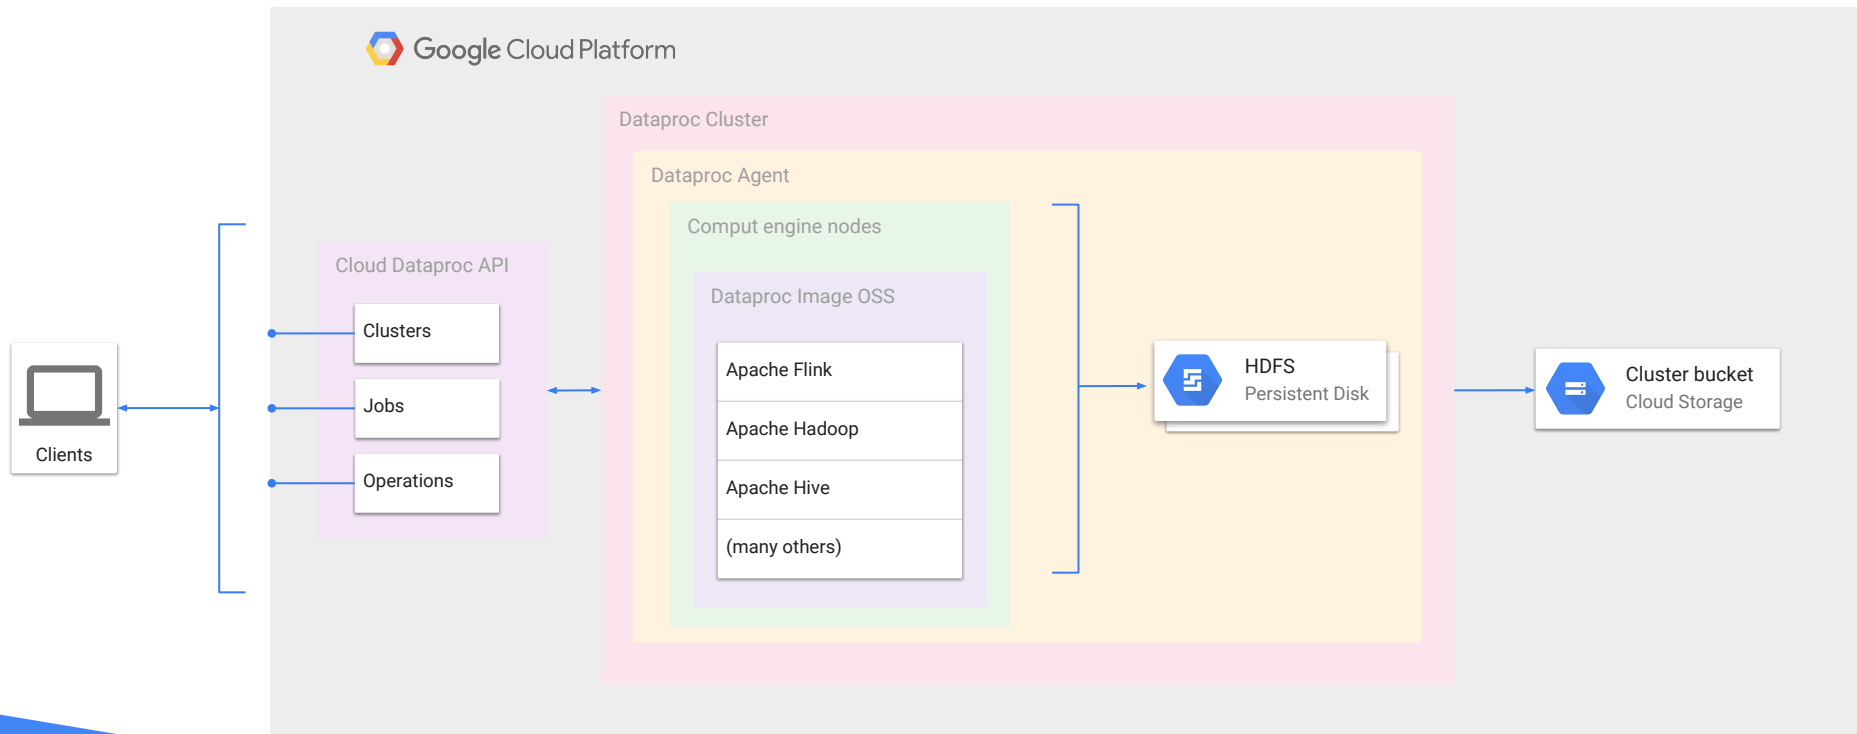 Google Cloud Platform
Dataproc Cluster
Dataproc Agent
Comput engine nodes
Cloud Dataproc API
Dataproc Image OSS
Clusters
Jobs
Operations
Clients
Apache Flink
Apache Hadoop
Apache Hive
(many others)
HDFS
Persistent Disk
Cluster bucket
Cloud Storage